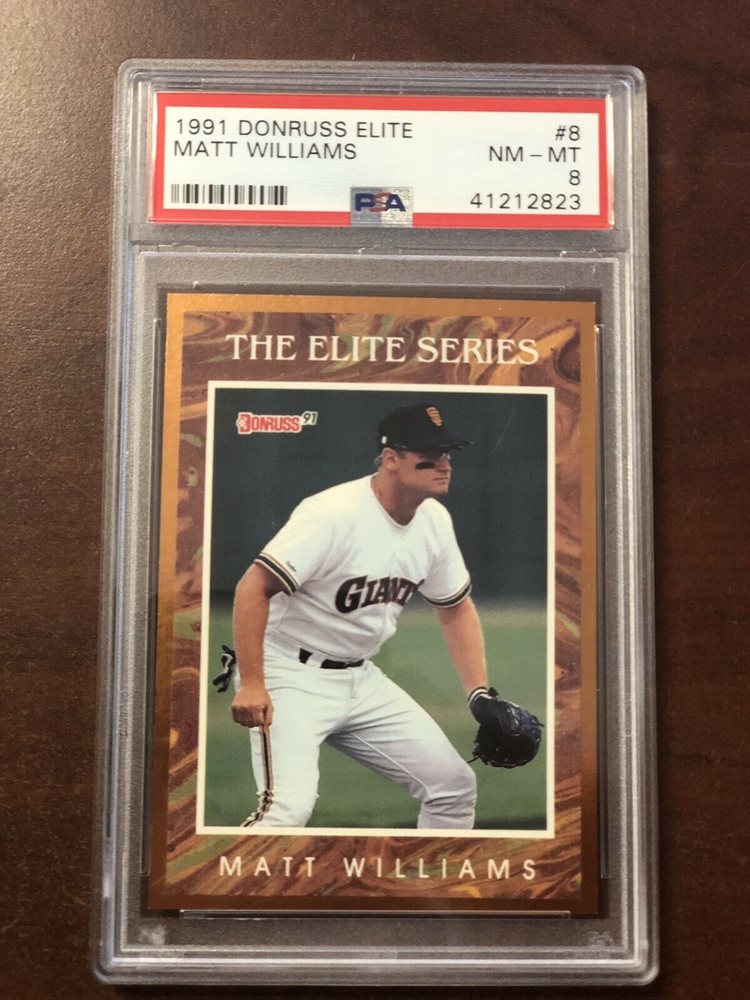 1991 DONRUSS ELITE #8
MATT WILLIAMS NM – MT
8
PSA 41212823
THE ELITE SERIES
DONRUSS 91
GIANTS
MATT WILLIAMS